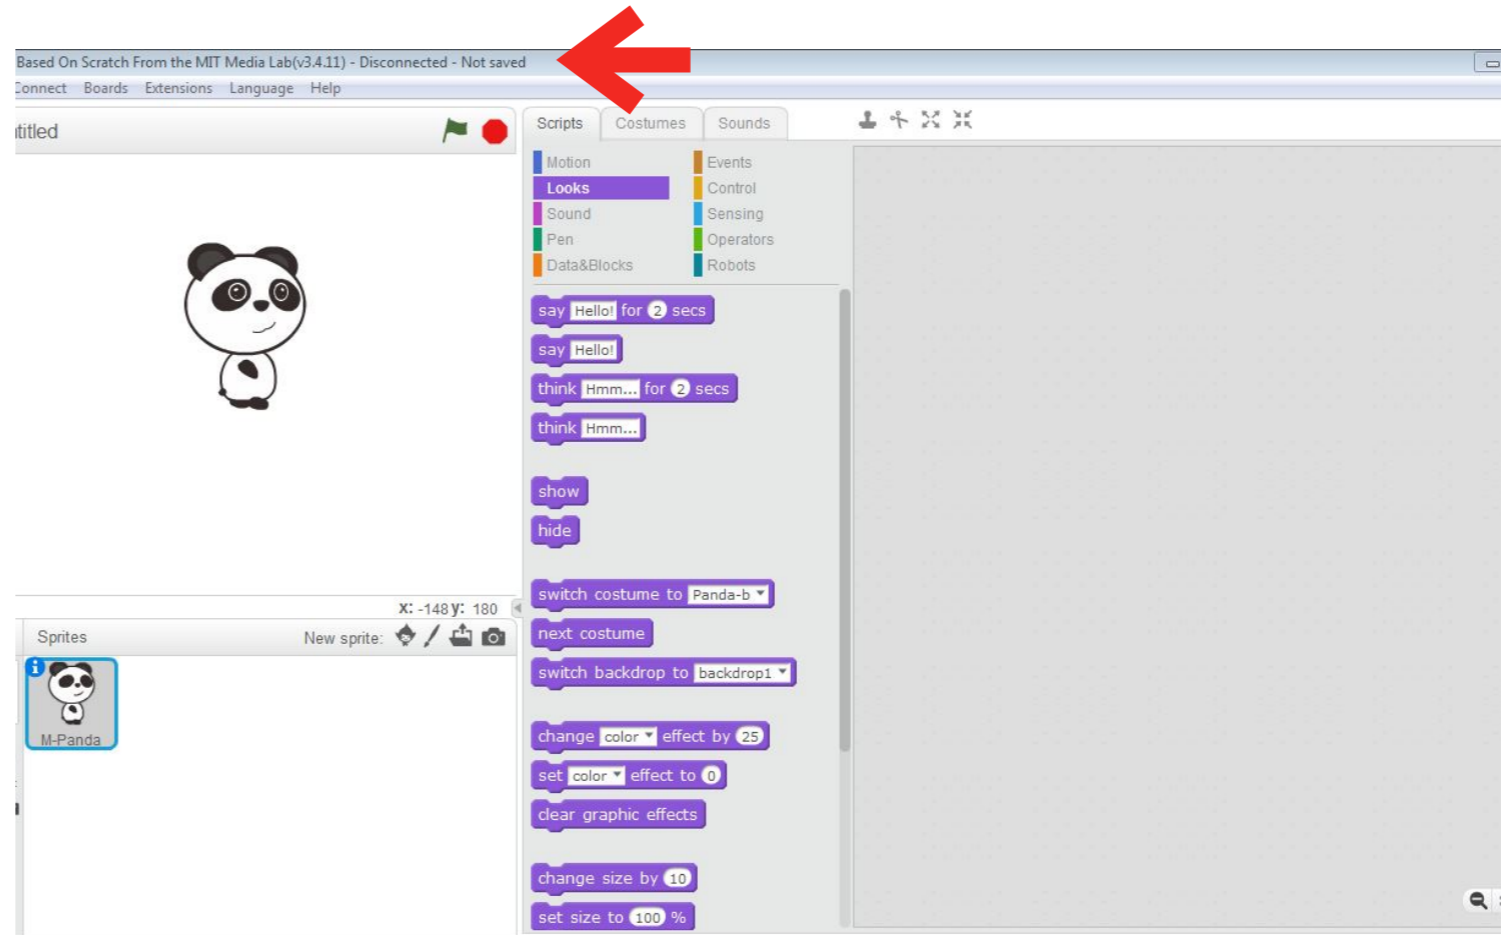 Based On Scratch From the MIT Media Lab(v3.4.11) - Disconnected - Not saved
Connect Boards Extensions Language Help
titled
Scripts Costumes Sounds
Motion Events
Looks Control
Sound Sensing
Pen Operators
Data&Blocks Robots
say Hello! for 2 secs
say Hello!
think Hmm... for 2 secs
think Hmm...
show
hide
switch costume to Panda-b
next costume
switch backdrop to backdrop1
change color effect by 25
set color effect to 0
clear graphic effects
change size by 10
set size to 100 %
X: -148 y: 180
Sprites New sprite:
i
M-Panda